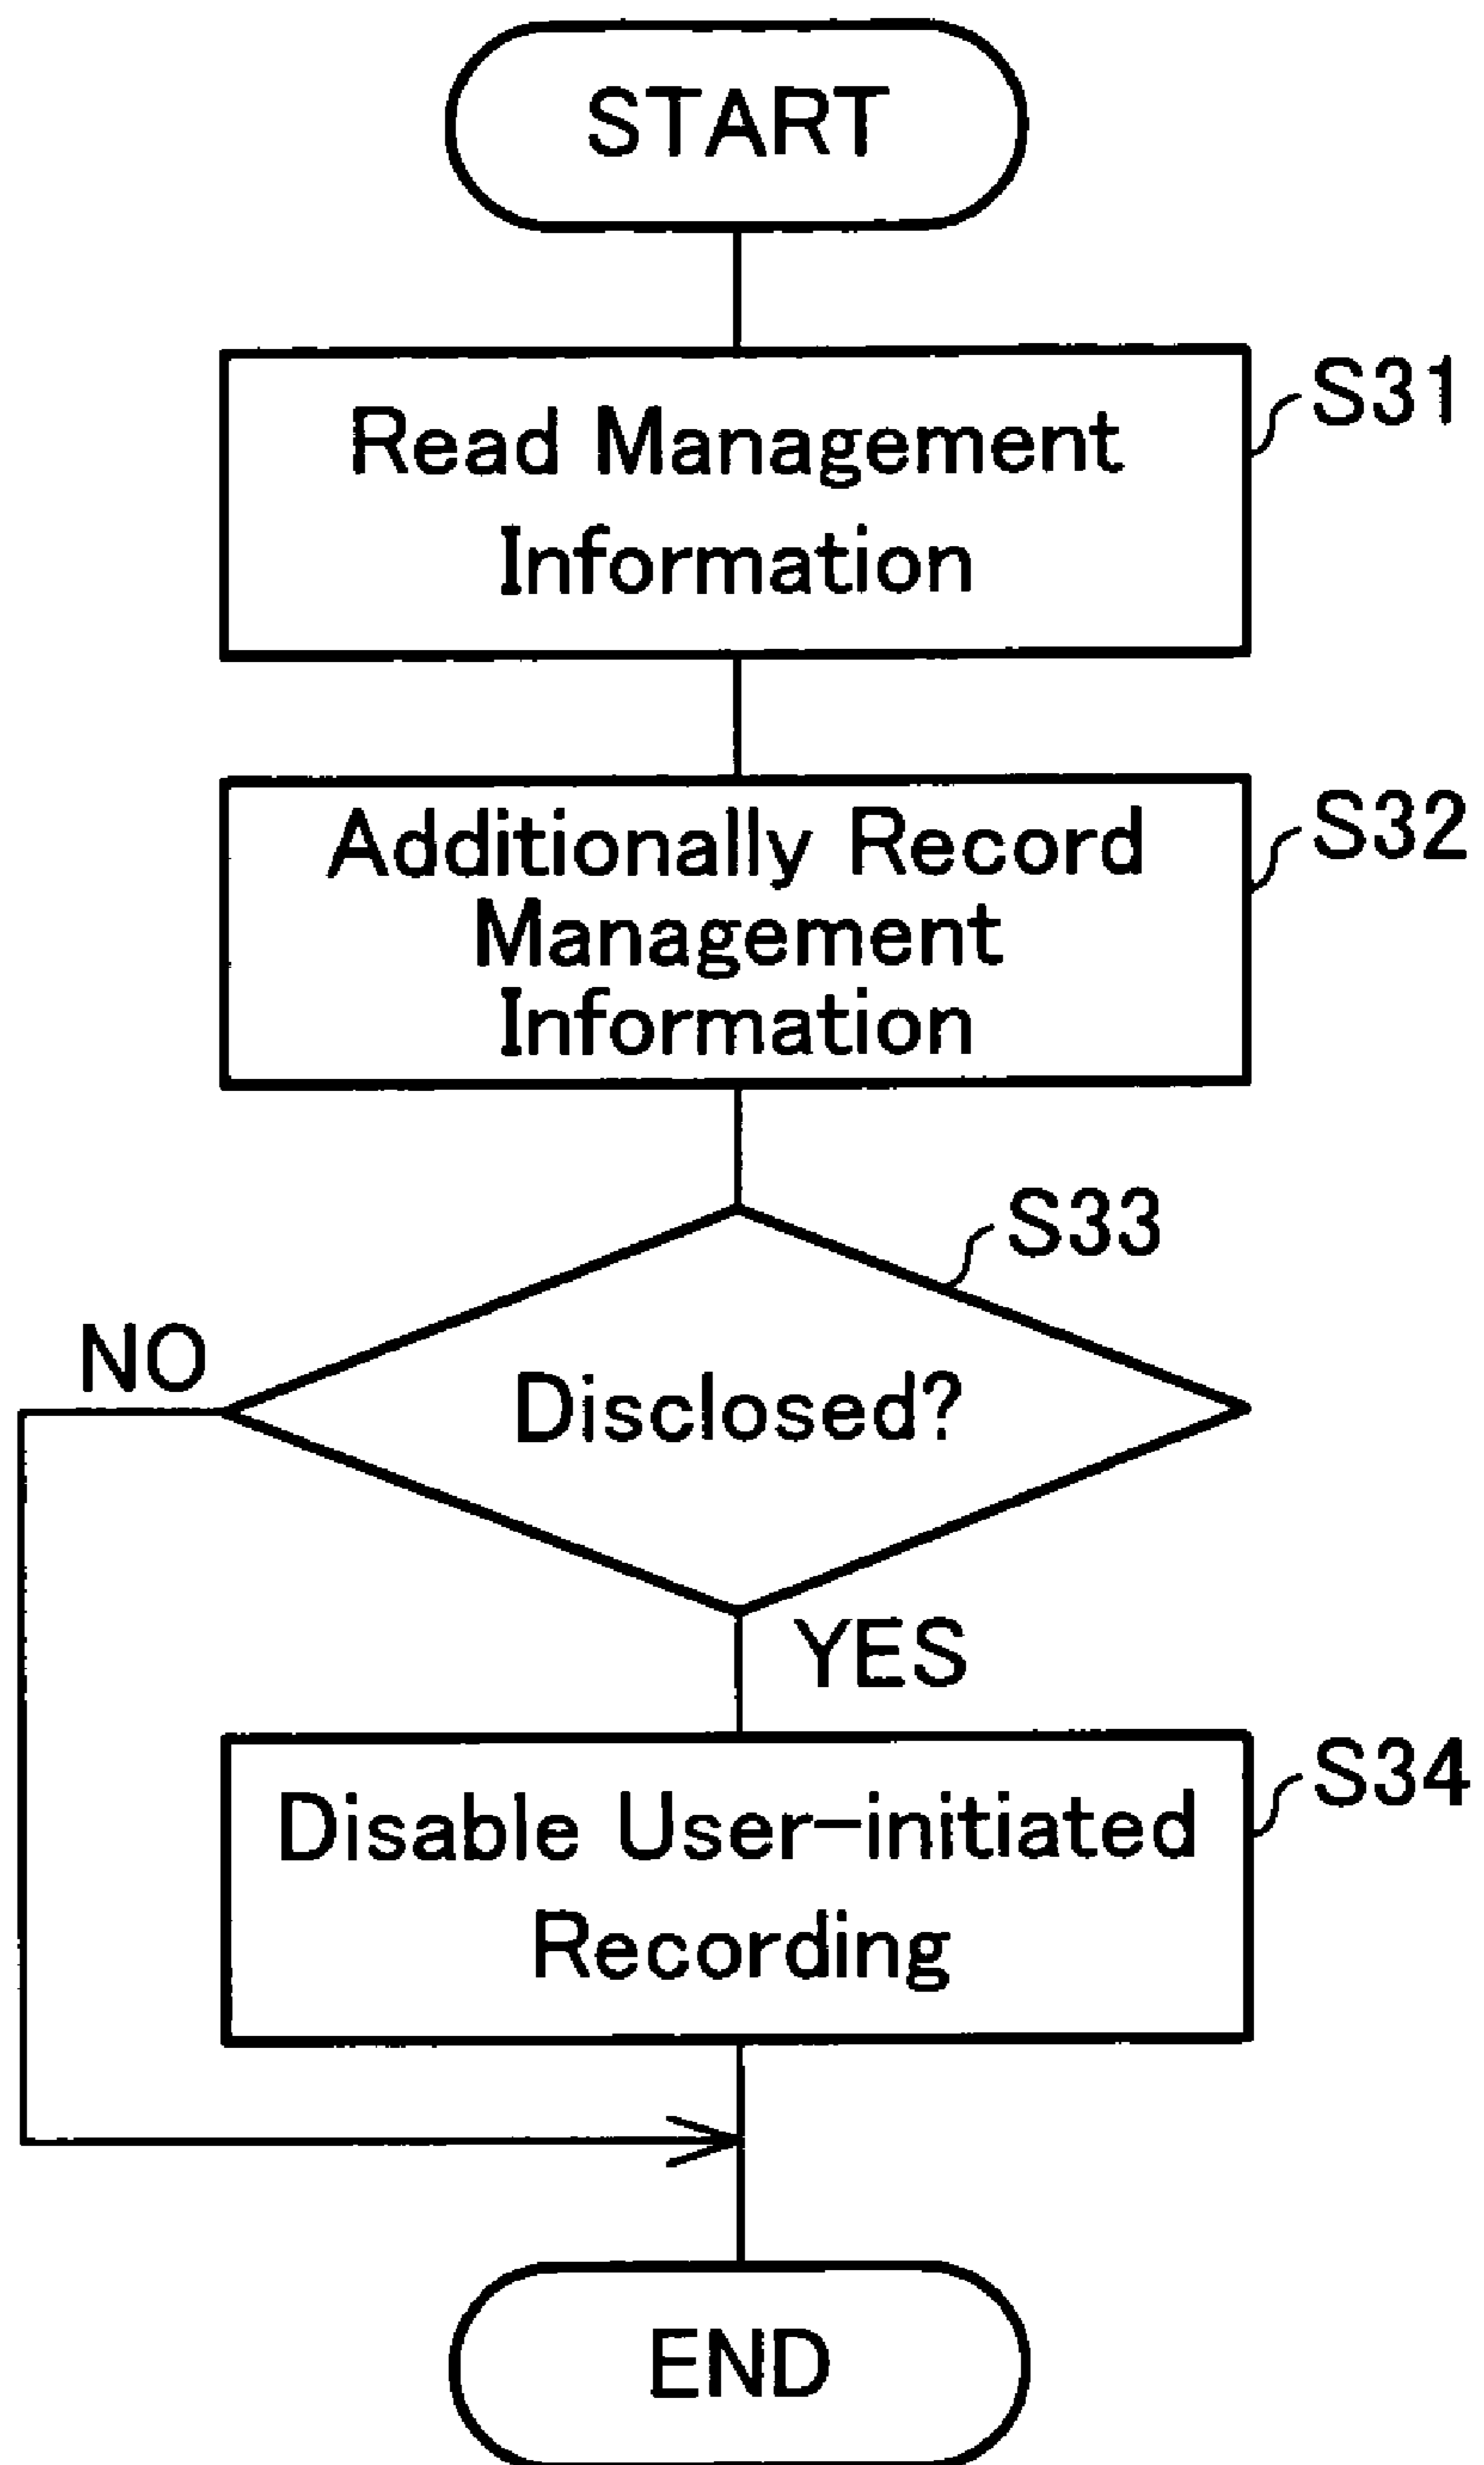 START
Read Management
Information
S31
Additionally Record
Management
Information
S32
S33
NO
Disclosed?
YES
Disable User-initiated
Recording
S34
END